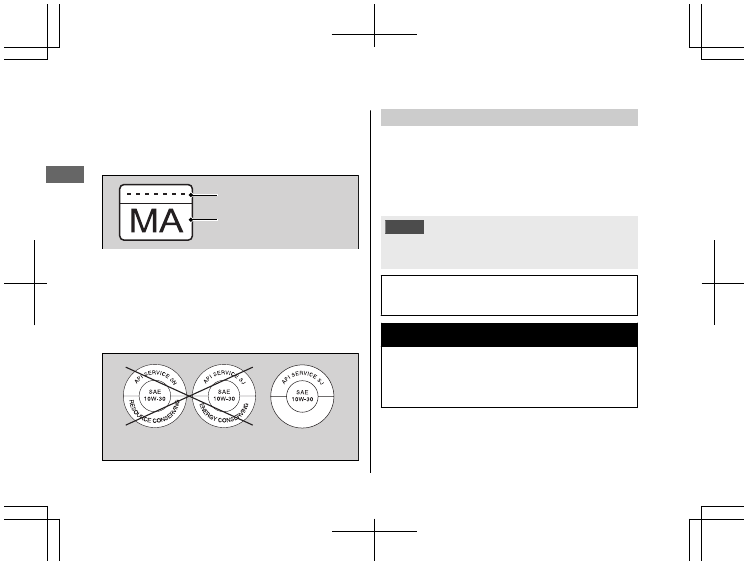 MA
API SERVICE SN
SAE
10W-30
RESOURCE CONSERVING
API SERVICE SJ
SAE
10W-30
ENERGY CONSERVING
API SERVICE SJ
SAE
10W-30